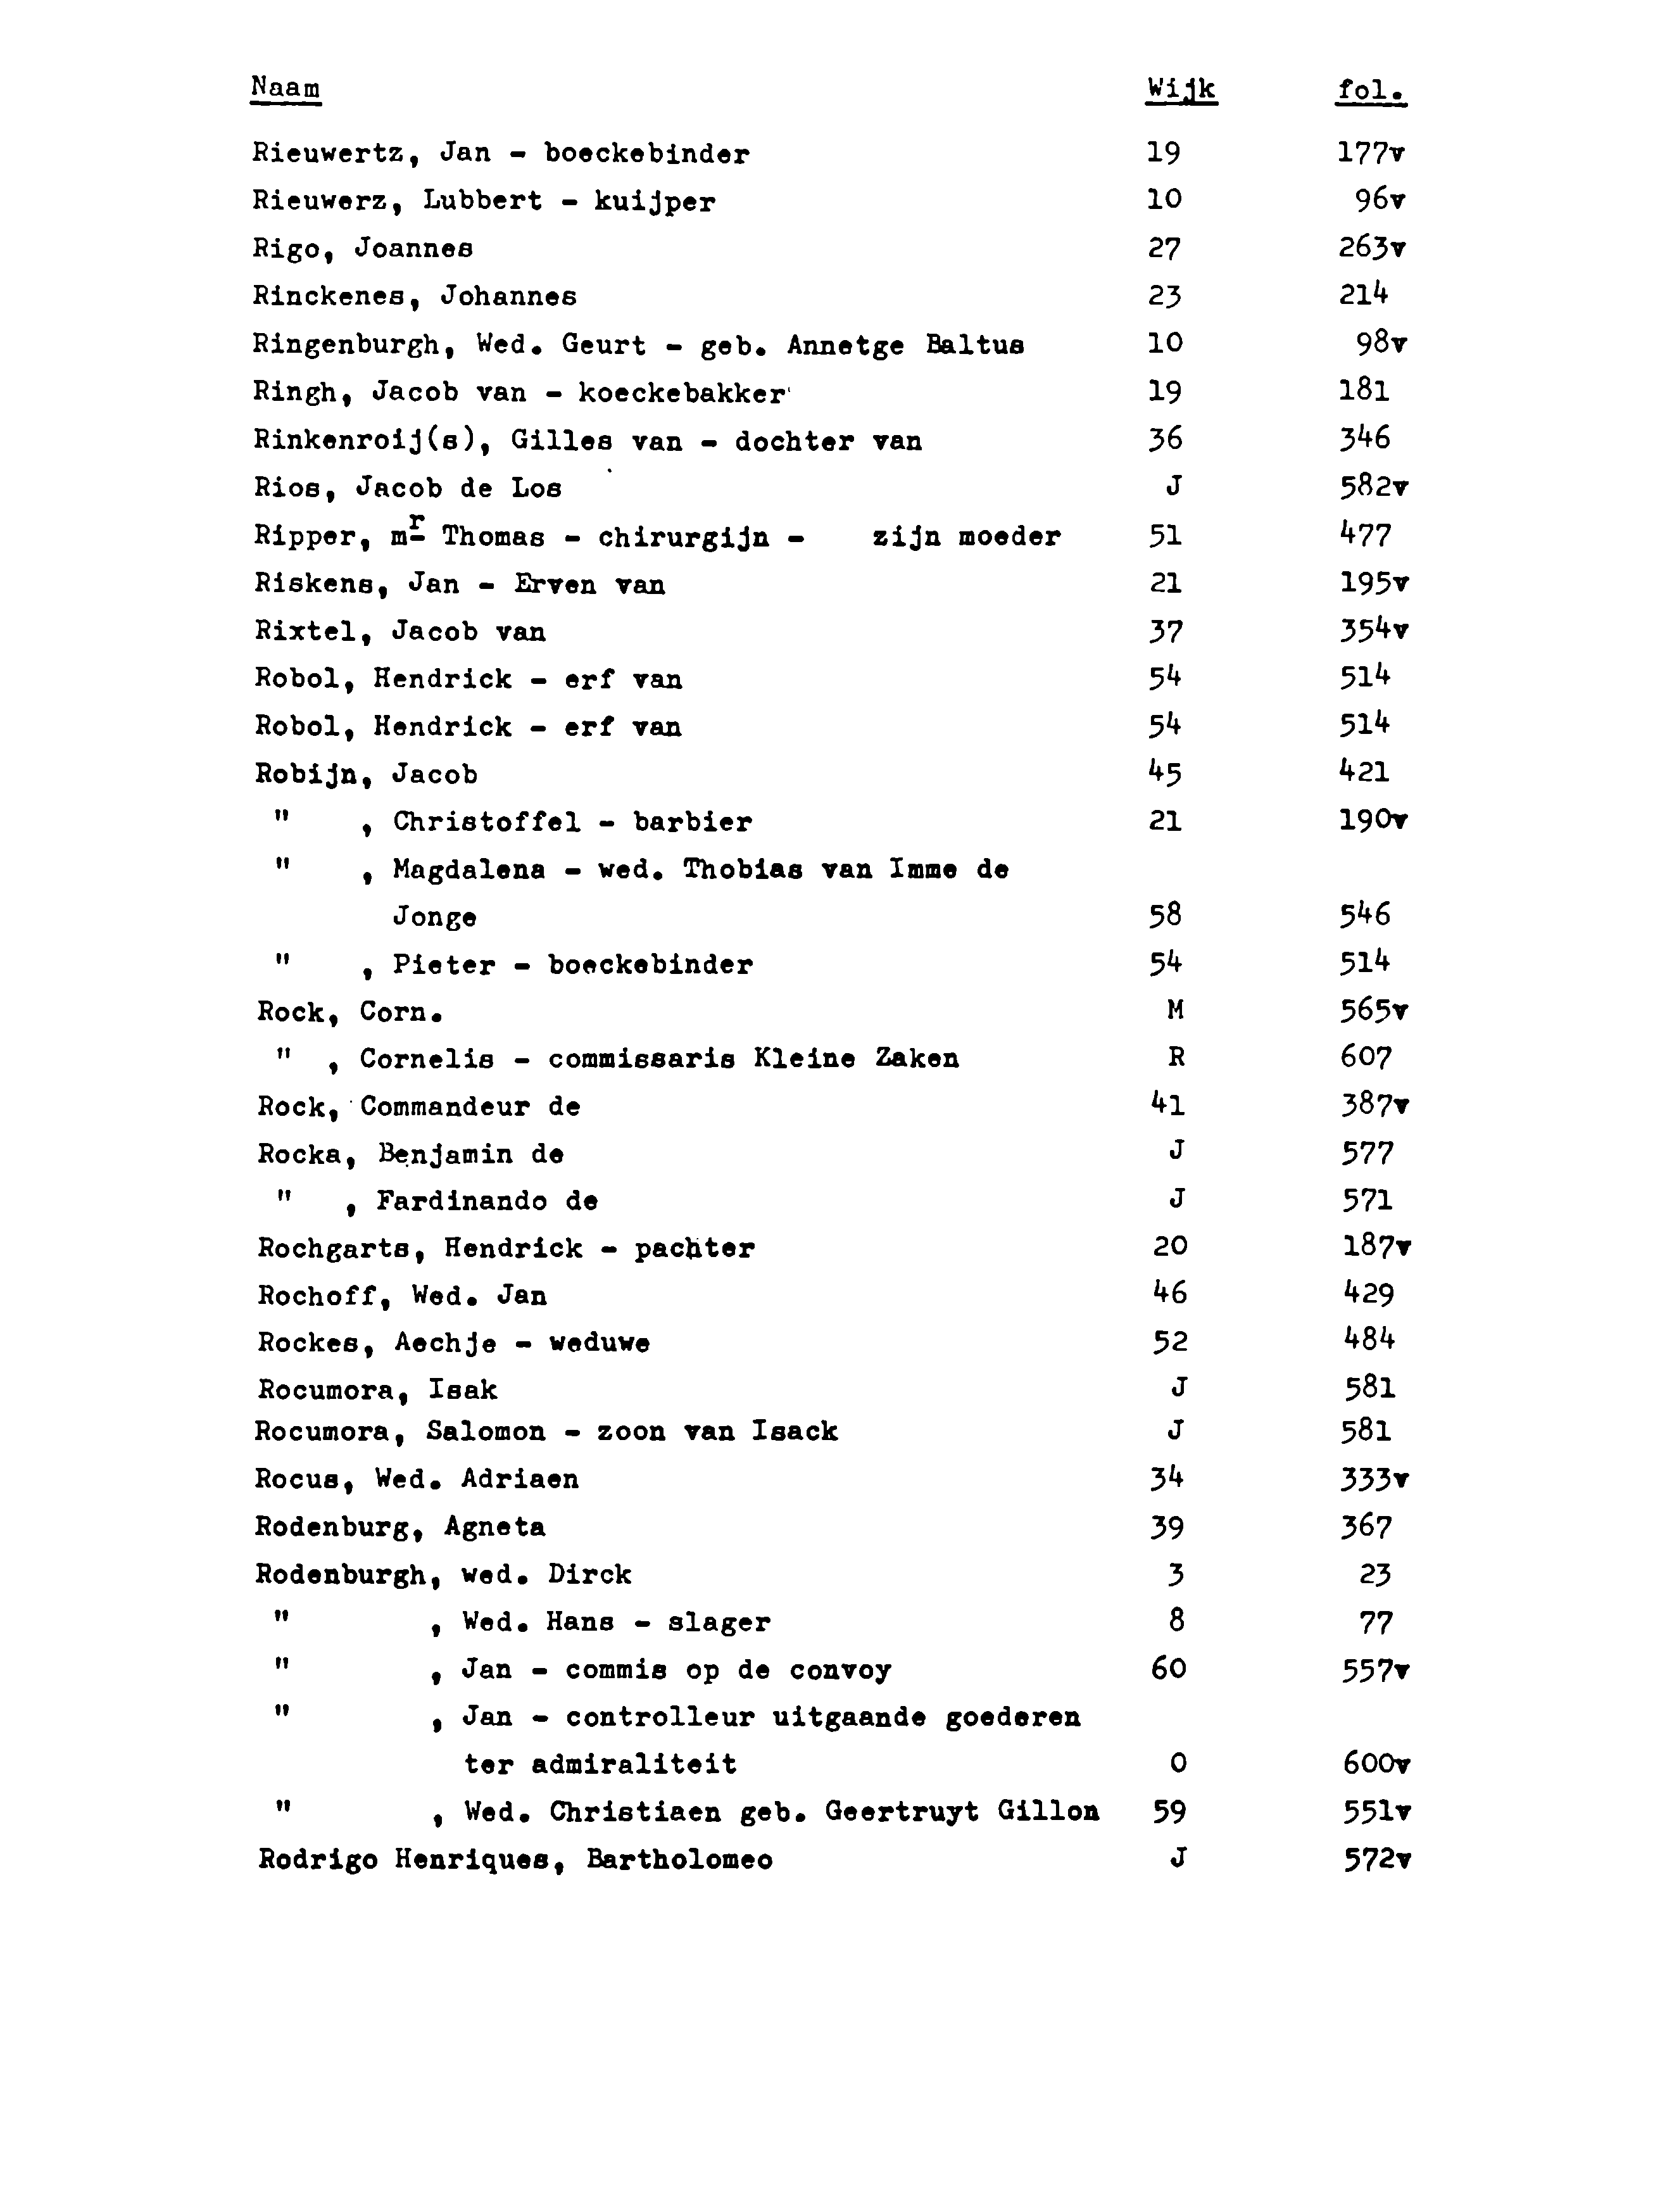 Naam Wijk fol.
Rieuwertz, Jan - boeckebinder 19 177v
Rieuwerz, Lubbert - kuijper 10 96v
Rigo, Joannes 27 263v
Rinckenes, Johannes 23 214
Ringenburgh, Wed. Geurt - geb. Annetge Baltus 10 98v
Ringh, Jacob van - koeckebakker 19 181
Rinkenroij(s), Gilles van - dochter van 36 346
Rios, Jacob de Los J 582v
Ripper, mr Thomas - chirurgijn - zijn moeder 51 477
Riskens, Jan - Erven van 21 195v
Rixtel, Jacob van 37 354v
Robol, Hendrick - erf van 54 514
Robol, Hendrick - erf van 54 514
Robijn, Jacob 45 421
" , Christoffel - barbier 21 190v
" , Magdalena - wed. Thobias van Imme de
Jonge 58 546
" , Pieter - boeckebinder 54 514
Rock, Corn. M 565v
" , Cornelis - commissaris Kleine Zaken R 607
Rock, Commandeur de 41 387v
Rocka, Benjamin de J 577
" , Fardinando de J 571
Rochgarts, Hendrick - pachter 20 187v
Rochoff, Wed. Jan 46 429
Rockes, Aechje - weduwe 52 484
Rocumora, Isak J 581
Rocumora, Salomon - zoon van Isack J 581
Rocus, Wed. Adriaen 34 333v
Rodenburg, Agneta 39 367
Rodenburgh, wed. Dirck 3 23
" , Wed. Hans - slager 8 77
" , Jan - commis op de convoy 60 557v
" , Jan - controlleur uitgaande goederen
ter admiraliteit O 600v
" , Wed. Christiaen geb. Geertruyt Gillon 59 551v
Rodrigo Henriques, Bartholomeo J 572v